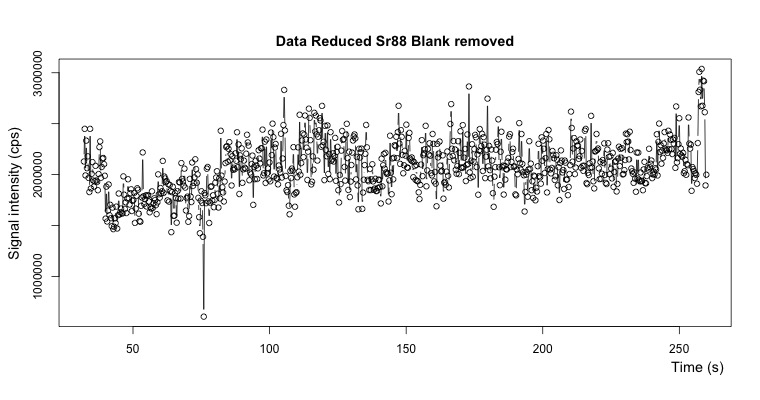 Data Reduced Sr88 Blank removed
Signal intensity (cps)
3000000
2000000
1000000
50 100 150 200 250
Time (s)